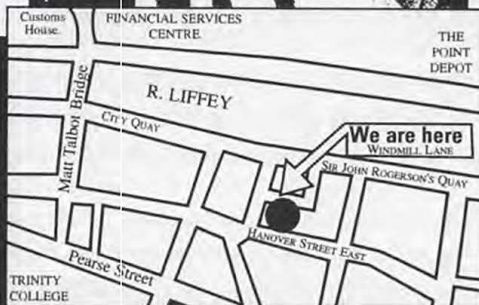 Customs
House.
FINANCIAL SERVICES
CENTRE
THE
POINT
DEPOT
Matt Talbot Bridge
R. LIFFEY
CITY QUAY
We are here
WINDMILL LANE
SIR JOHN ROGERSON'S QUAY
HANOVER STREET EAST
Pearse Street
TRINITY
COLLEGE